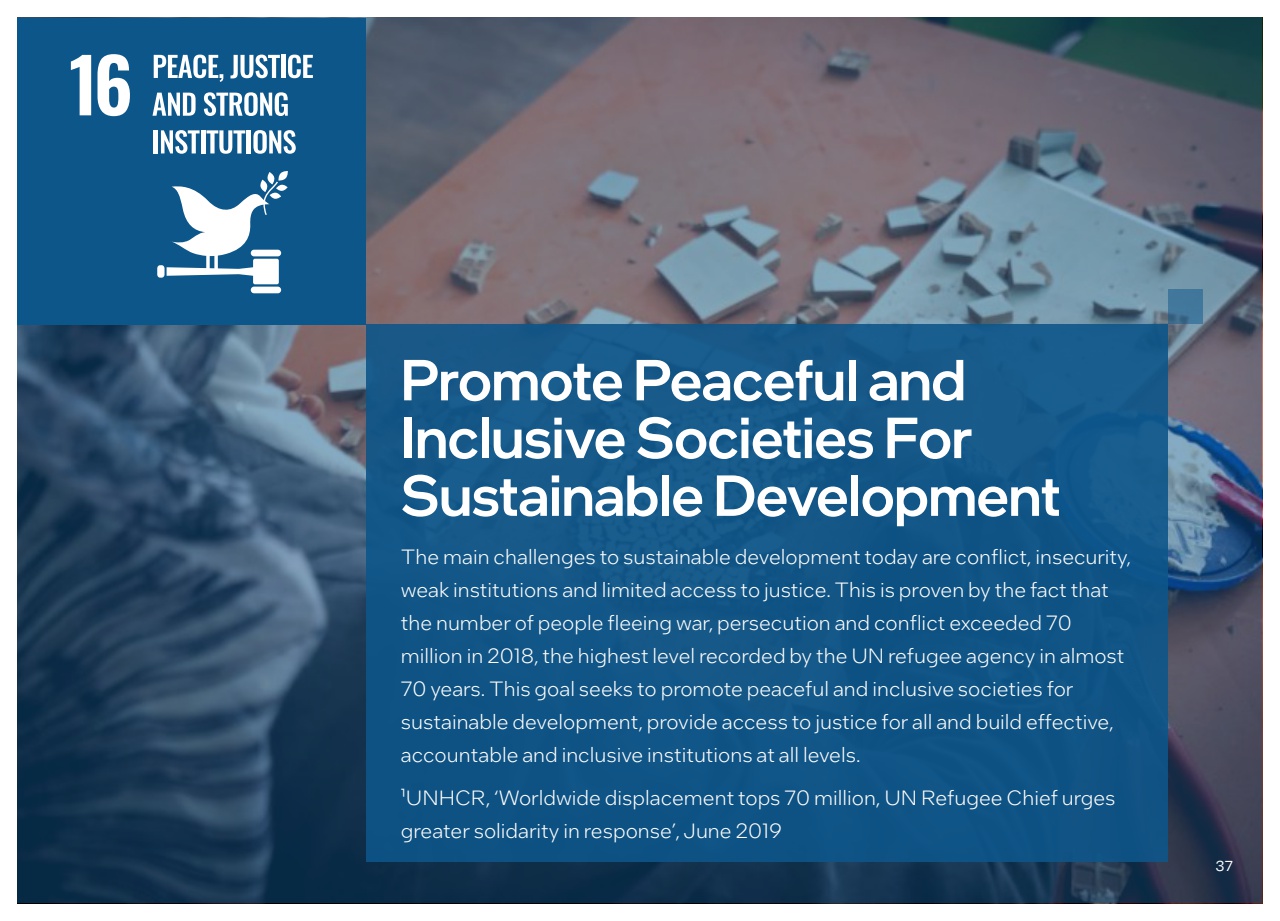 16
PEACE, JUSTICE
AND STRONG
INSTITUTIONS
Promote Peaceful and
Inclusive Societies For
Sustainable Development
The main challenges to sustainable development today are conflict, insecurity,
weak institutions and limited access to justice. This is proven by the fact that
the number of people fleeing war, persecution and conflict exceeded 70
million in 2018, the highest level recorded by the UN refugee agency in almost
70 years. This goal seeks to promote peaceful and inclusive societies for
sustainable development, provide access to justice for all and build effective,
accountable and inclusive institutions at all levels.
¹UNHCR, ‘Worldwide displacement tops 70 million, UN Refugee Chief urges
greater solidarity in response’, June 2019
37